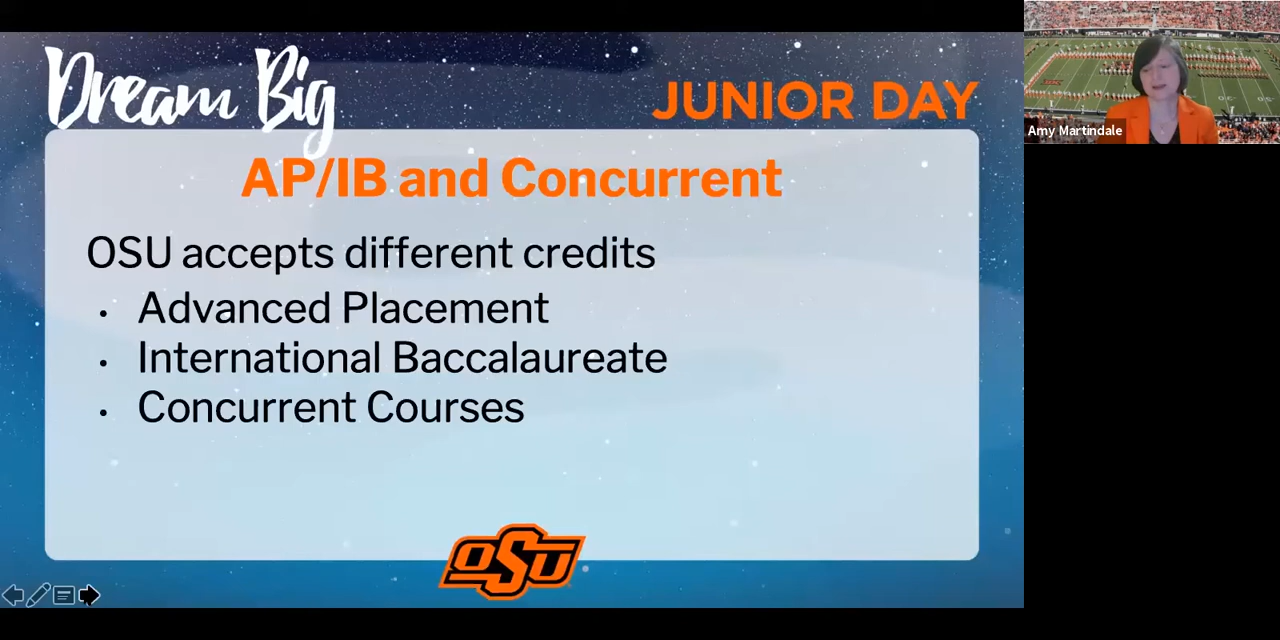 Dream Big
JUNIOR DAY
AP/IB and Concurrent
OSU accepts different credits
• Advanced Placement
• International Baccalaureate
• Concurrent Courses
OSU
Amy Martindale